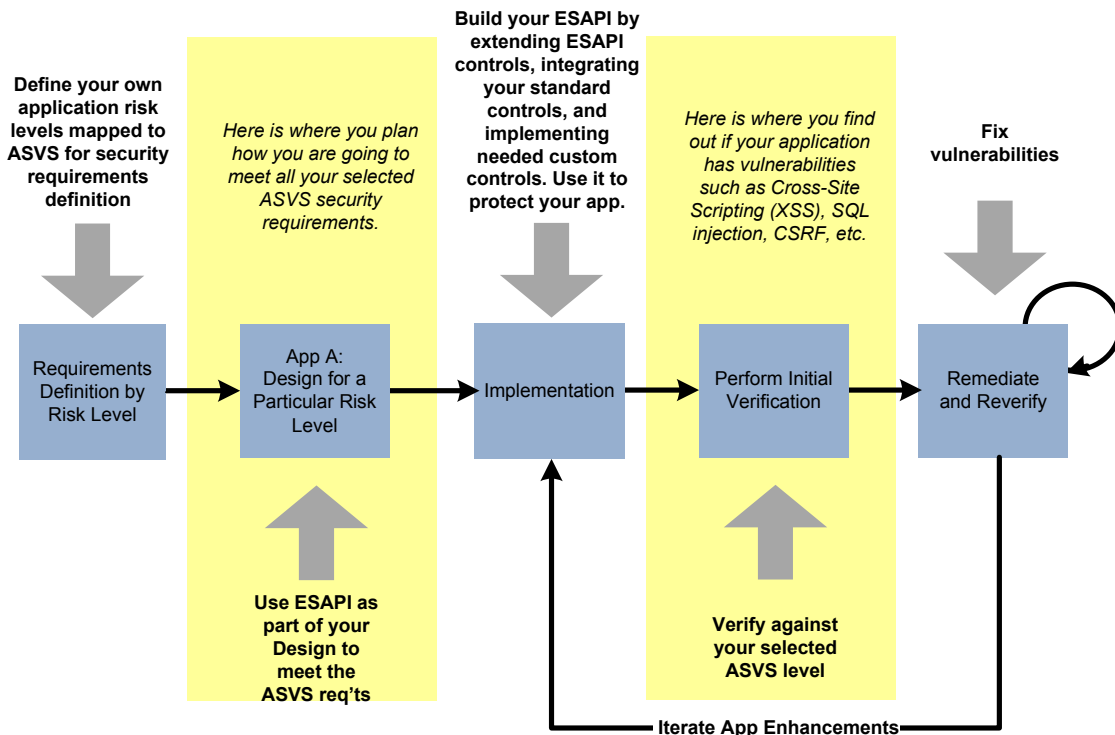 Define your own
application risk
levels mapped to
ASVS for security
requirements
definition
Here is where you plan
how you are going to
meet all your selected
ASVS security
requirements.
Build your ESAPI by
extending ESAPI
controls, integrating
your standard
controls, and
implementing
needed custom
controls. Use it to
protect your app.
Here is where you find
out if your application
has vulnerabilities
such as Cross-Site
Scripting (XSS), SQL
injection, CSRF, etc.
Fix
vulnerabilities
Requirements
Definition by
Risk Level
App A:
Design for a
Particular Risk
Level
Implementation
Perform Initial
Verification
Remediate
and Reverify
Use ESAPI as
part of your
Design to
meet the
ASVS req'ts
Verify against
your selected
ASVS level
Iterate App Enhancements